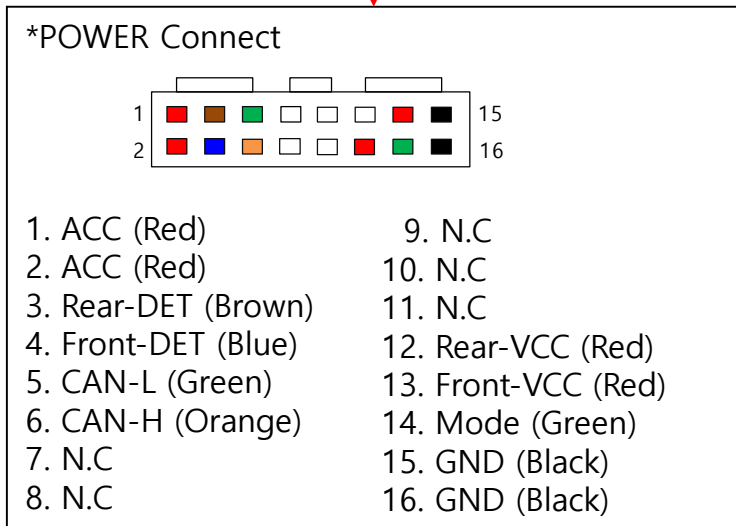 *POWER Connect
1 15
2 16
1. ACC (Red)
2. ACC (Red)
3. Rear-DET (Brown)
4. Front-DET (Blue)
5. CAN-L (Green)
6. CAN-H (Orange)
7. N.C
8. N.C
9. N.C
10. N.C
11. N.C
12. Rear-VCC (Red)
13. Front-VCC (Red)
14. Mode (Green)
15. GND (Black)
16. GND (Black)